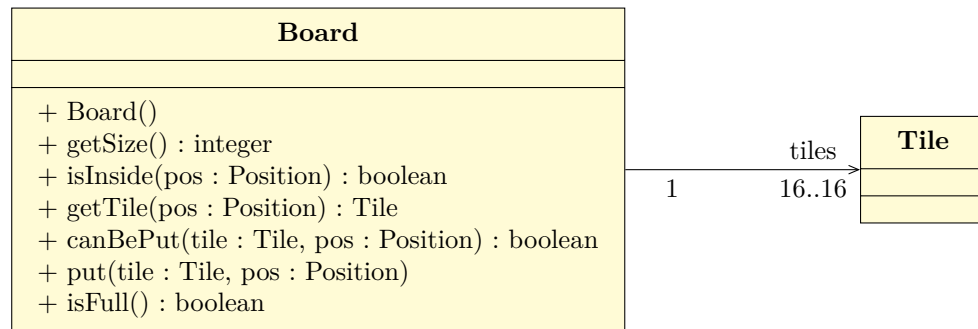 Board
+ Board()
+ getSize() : integer
+ isInside(pos : Position) : boolean
+ getTile(pos : Position) : Tile
+ canBePut(tile : Tile, pos : Position) : boolean
+ put(tile : Tile, pos : Position)
+ isFull() : boolean
1
tiles
16..16
Tile